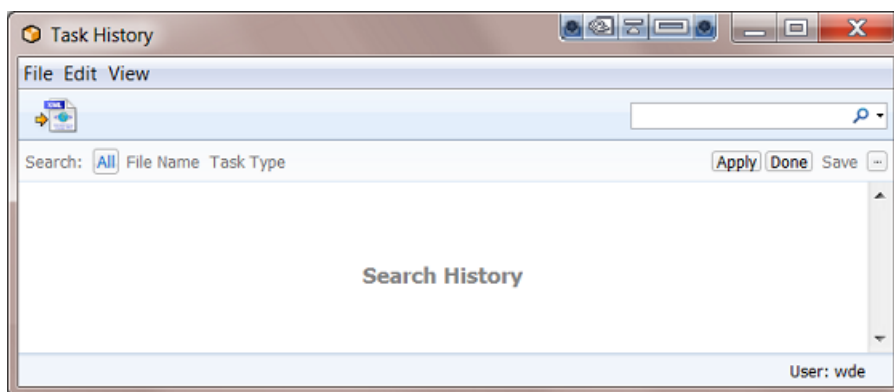 Task History
File Edit View
Search: All File Name Task Type Apply Done Save ...
Search History
User: wde